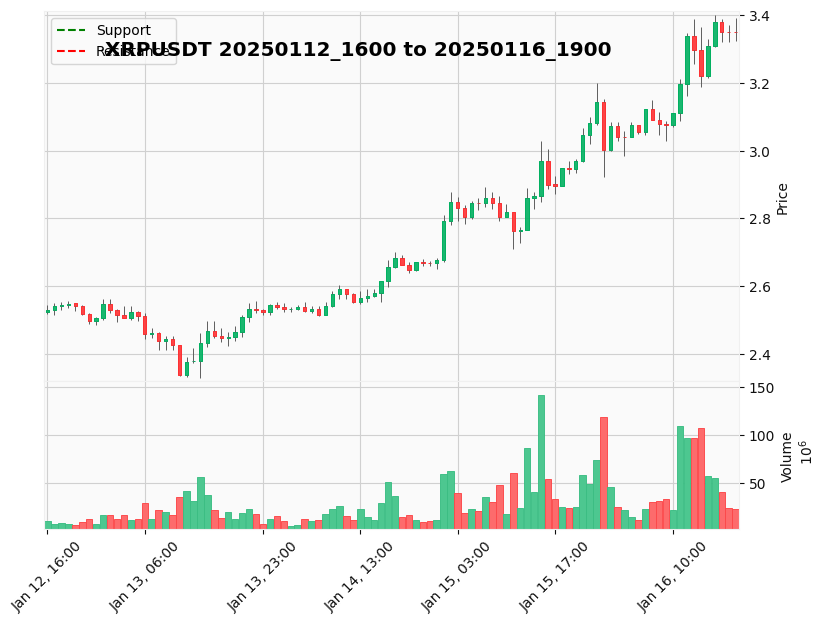 Support
Resistance
XRPUSDT 20250112_1600 to 20250116_1900
3.4
3.2
3.0
2.8
2.6
2.4
Price
150
100
50
Volume
10^6
Jan 12, 16:00
Jan 13, 06:00
Jan 13, 23:00
Jan 14, 13:00
Jan 15, 03:00
Jan 15, 17:00
Jan 16, 10:00